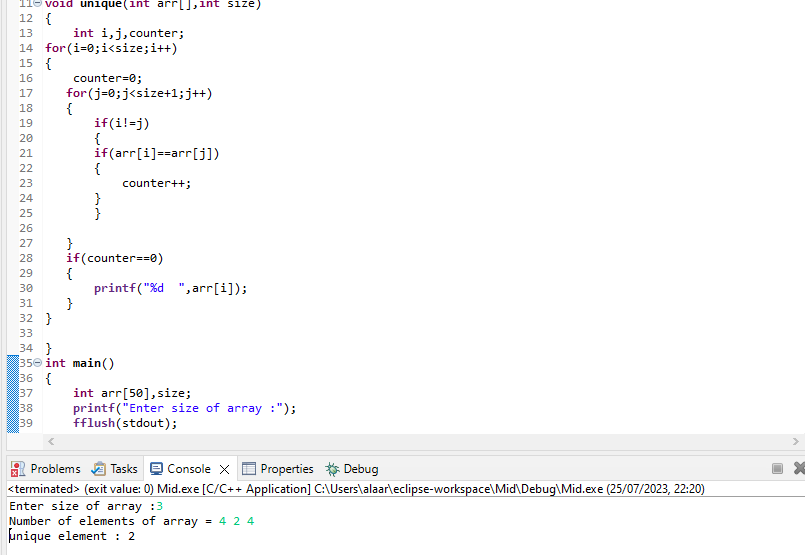 11 void unique(int arr[],int size)
12 {
13 int i,j,counter;
14 for(i=0;i<size;i++)
15 {
16 counter=0;
17 for(j=0;j<size+1;j++)
18 {
19 if(i!=j)
20 {
21 if(arr[i]==arr[j])
22 {
23 counter++;
24 }
25 }
26
27 }
28 if(counter==0)
29 {
30 printf("%d  ",arr[i]);
31 }
32 }
33
34 }
35 int main()
36 {
37 int arr[50],size;
38 printf("Enter size of array :");
39 fflush(stdout);
Problems Tasks Console Properties Debug
<terminated> (exit value: 0) Mid.exe [C/C++ Application] C:\Users\alaar\eclipse-workspace\Mid\Debug\Mid.exe (25/07/2023, 22:20)
Enter size of array :3
Number of elements of array = 4 2 4
unique element : 2